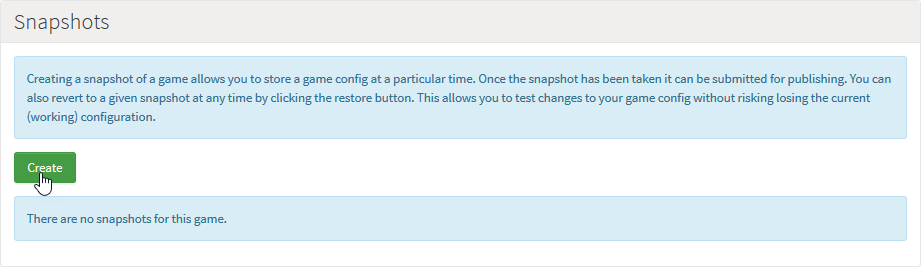 Snapshots
Creating a snapshot of a game allows you to store a game config at a particular time. Once the snapshot has been taken it can be submitted for publishing. You can
also revert to a given snapshot at any time by clicking the restore button. This allows you to test changes to your game config without risking losing the current
(working) configuration.
Create
There are no snapshots for this game.